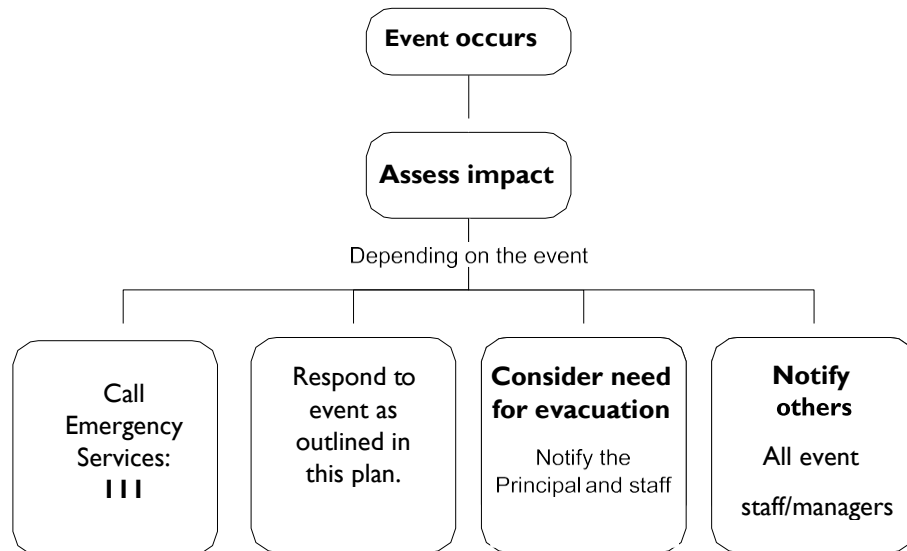 Event occurs
Assess impact
Depending on the event
Call
Emergency
Services:
111
Respond to
event as
outlined in
this plan.
Consider need
for evacuation
Notify the
Principal and staff
Notify
others
All event
staff/managers